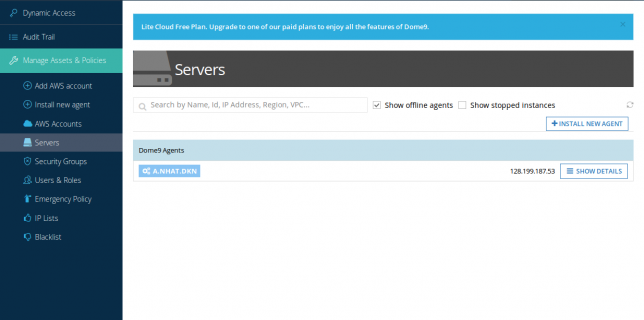 Dynamic Access
Lite Cloud Free Plan. Upgrade to one of our paid plans to enjoy all the features of Dome9.
Audit Trail
Manage Assets & Policies
Servers
Add AWS account
Search by Name, Id, IP Address, Region, VPC...
Show offline agents
Show stopped instances
Install new agent
AWS Accounts
INSTALL NEW AGENT
Servers
Dome9 Agents
Security Groups
A.NHAT.DKN
128.199.187.53
SHOW DETAILS
Users & Roles
Emergency Policy
IP Lists
Blacklist